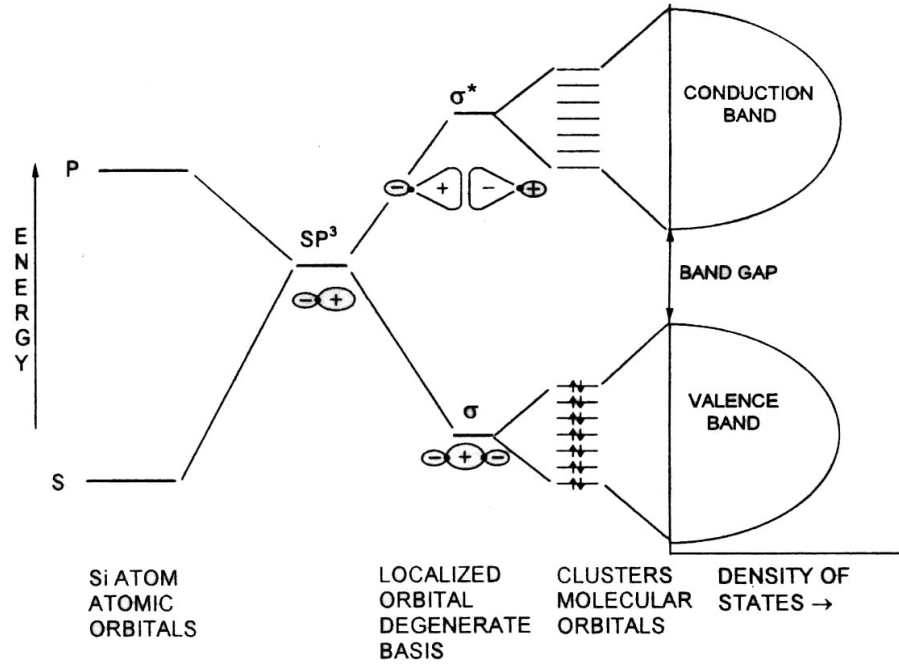 CONDUCTION
BAND
σ*
P
− + − +
SP³
− +
BAND GAP
ENERGY
VALENCE
BAND
σ
− + −
S
Si ATOM
ATOMIC
ORBITALS
LOCALIZED
ORBITAL
DEGENERATE
BASIS
CLUSTERS
MOLECULAR
ORBITALS
DENSITY OF
STATES →